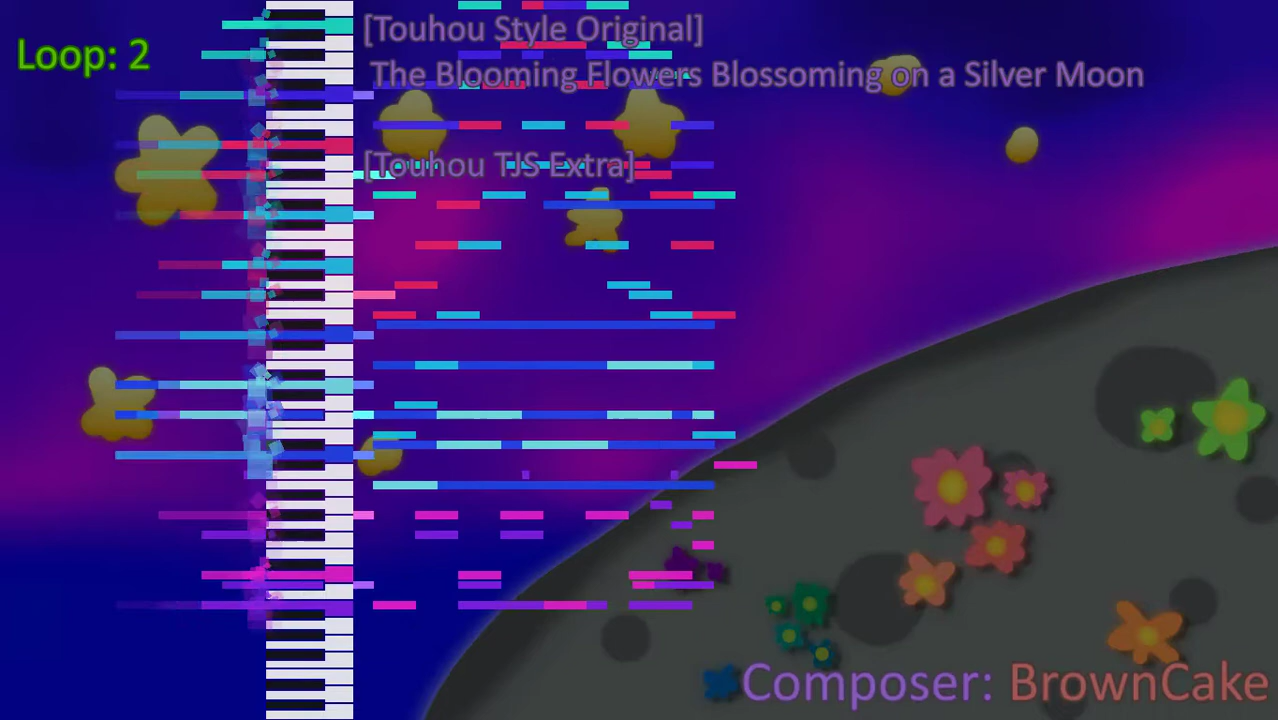 Loop: 2
[Touhou Style Original]
The Blooming Flowers Blossoming on a Silver Moon
[Touhou TJS Extra]
Composer: BrownCake